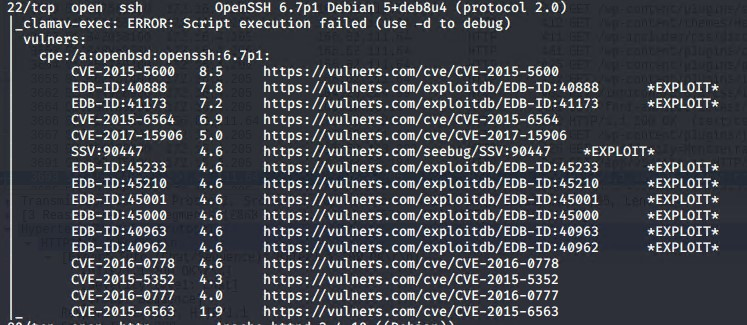 22/tcp open ssh OpenSSH 6.7p1 Debian 5+deb8u4 (protocol 2.0)
|_clamav-exec: ERROR: Script execution failed (use -d to debug)
| vulners:
| cpe:/a:openbsd:openssh:6.7p1:
| CVE-2015-5600 8.5 https://vulners.com/cve/CVE-2015-5600
| EDB-ID:40888 7.8 https://vulners.com/exploitdb/EDB-ID:40888 *EXPLOIT*
| EDB-ID:41173 7.2 https://vulners.com/exploitdb/EDB-ID:41173 *EXPLOIT*
| CVE-2015-6564 6.9 https://vulners.com/cve/CVE-2015-6564
| CVE-2017-15906 5.0 https://vulners.com/cve/CVE-2017-15906
| SSV:90447 4.6 https://vulners.com/seebug/SSV:90447 *EXPLOIT*
| EDB-ID:45233 4.6 https://vulners.com/exploitdb/EDB-ID:45233 *EXPLOIT*
| EDB-ID:45210 4.6 https://vulners.com/exploitdb/EDB-ID:45210 *EXPLOIT*
| EDB-ID:45001 4.6 https://vulners.com/exploitdb/EDB-ID:45001 *EXPLOIT*
| EDB-ID:45000 4.6 https://vulners.com/exploitdb/EDB-ID:45000 *EXPLOIT*
| EDB-ID:40963 4.6 https://vulners.com/exploitdb/EDB-ID:40963 *EXPLOIT*
| EDB-ID:40962 4.6 https://vulners.com/exploitdb/EDB-ID:40962 *EXPLOIT*
| CVE-2016-0778 4.6 https://vulners.com/cve/CVE-2016-0778
| CVE-2015-5352 4.3 https://vulners.com/cve/CVE-2015-5352
| CVE-2016-0777 4.0 https://vulners.com/cve/CVE-2016-0777
|_ CVE-2015-6563 1.9 https://vulners.com/cve/CVE-2015-6563